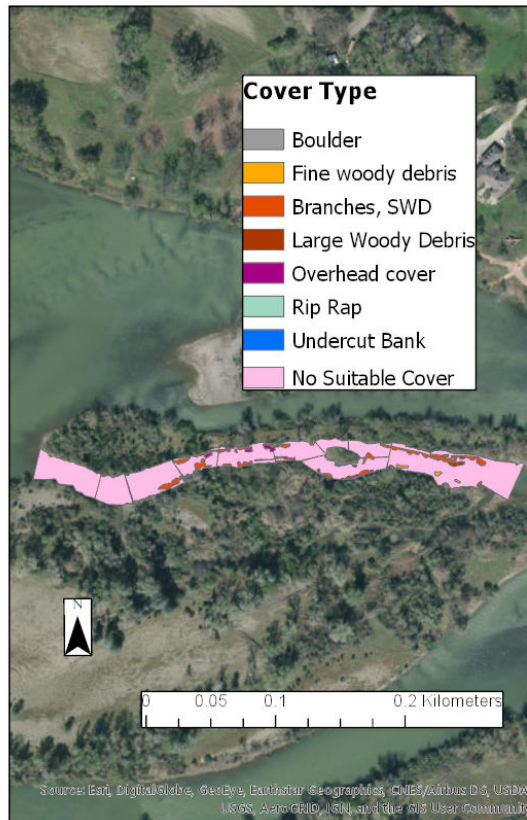 Cover Type
Boulder
Fine woody debris
Branches, SWD
Large Woody Debris
Overhead cover
Rip Rap
Undercut Bank
No Suitable Cover
N
0 0.05 0.1 0.2 Kilometers
Source: Esri, DigitalGlobe, GeoEye, Earthstar Geographics, CNES/Airbus DS, USDA
USGS, AeroGRID, IGN, and the GIS User Communit